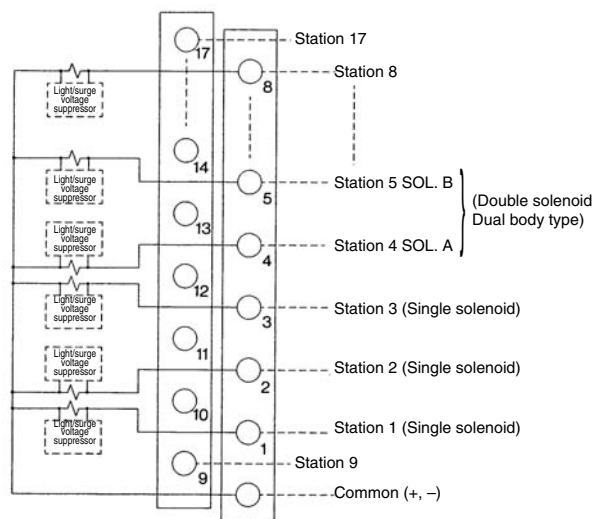 17
Station 17
8
Station 8
Light/surge
voltage
suppressor
14
Light/surge
voltage
suppressor
5
Station 5 SOL. B
(Double solenoid
Dual body type)
13
Light/surge
voltage
suppressor
4
Station 4 SOL. A
12
Light/surge
voltage
suppressor
3
Station 3 (Single solenoid)
11
Light/surge
voltage
suppressor
2
Station 2 (Single solenoid)
10
Light/surge
voltage
suppressor
1
Station 1 (Single solenoid)
9
Station 9
Common (+, –)